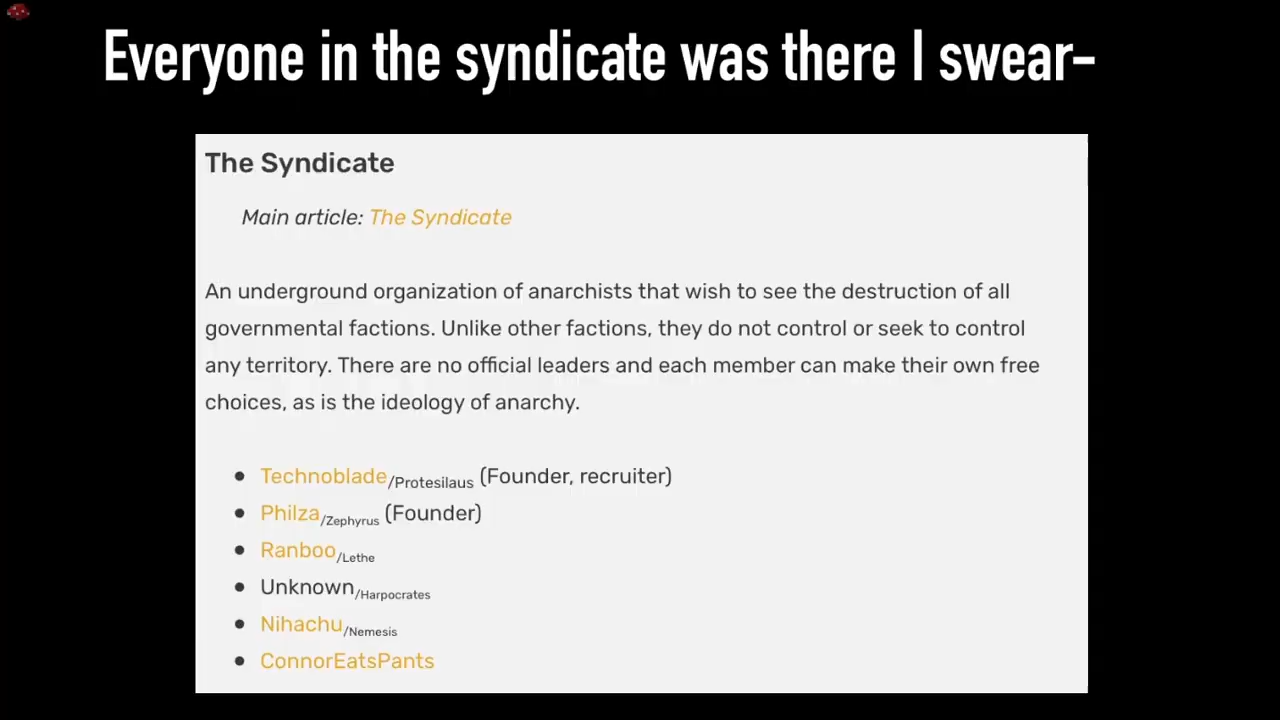 Everyone in the syndicate was there I swear-
The Syndicate
Main article: The Syndicate
An underground organization of anarchists that wish to see the destruction of all
governmental factions. Unlike other factions, they do not control or seek to control
any territory. There are no official leaders and each member can make their own free
choices, as is the ideology of anarchy.
Technoblade/Protesilaus (Founder, recruiter)
Philza/Zephyrus (Founder)
Ranboo/Lethe
Unknown/Harpocrates
Nihachu/Nemesis
ConnorEatsPants